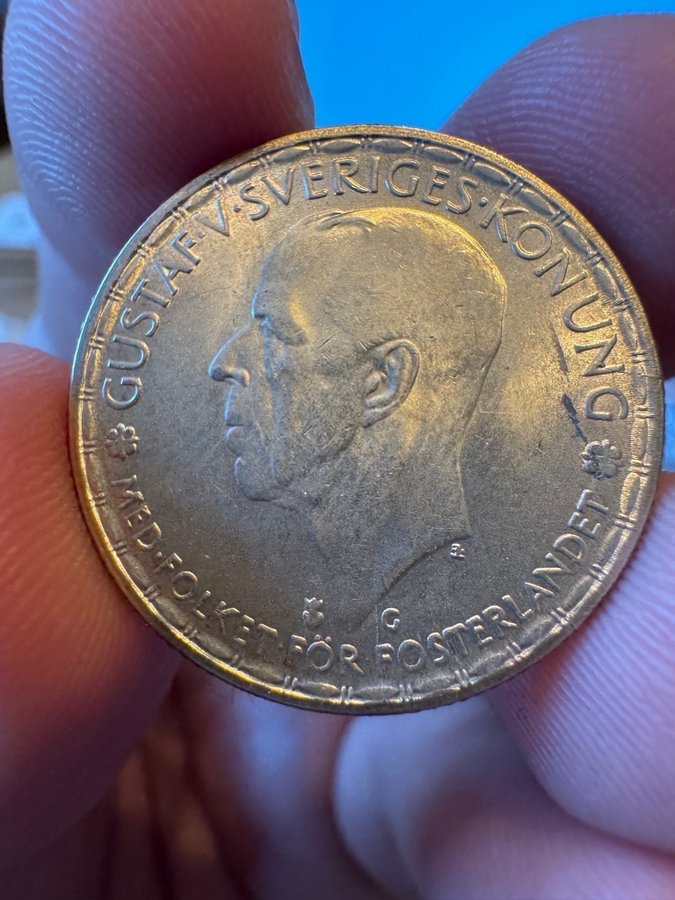 GUSTAF·V·SVERIGES·KONUNG
MED·FOLKET·FÖR·FOSTERLANDET
G